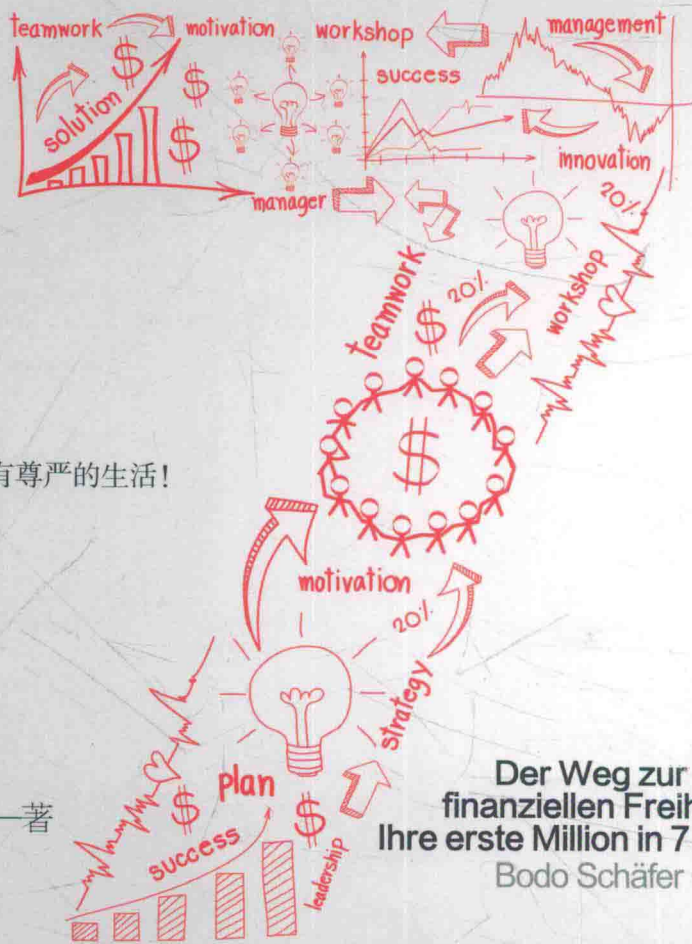 teamwork motivation workshop management
$
solution
success
$
$
innovation
manager
20%
teamwork
workshop
$
20%
$
有尊严的生活!
motivation
20%
strategy
plan
$
$
success
leadership
一著
Der Weg zur
finanziellen Freih
Ihre erste Million in 7
Bodo Schäfer